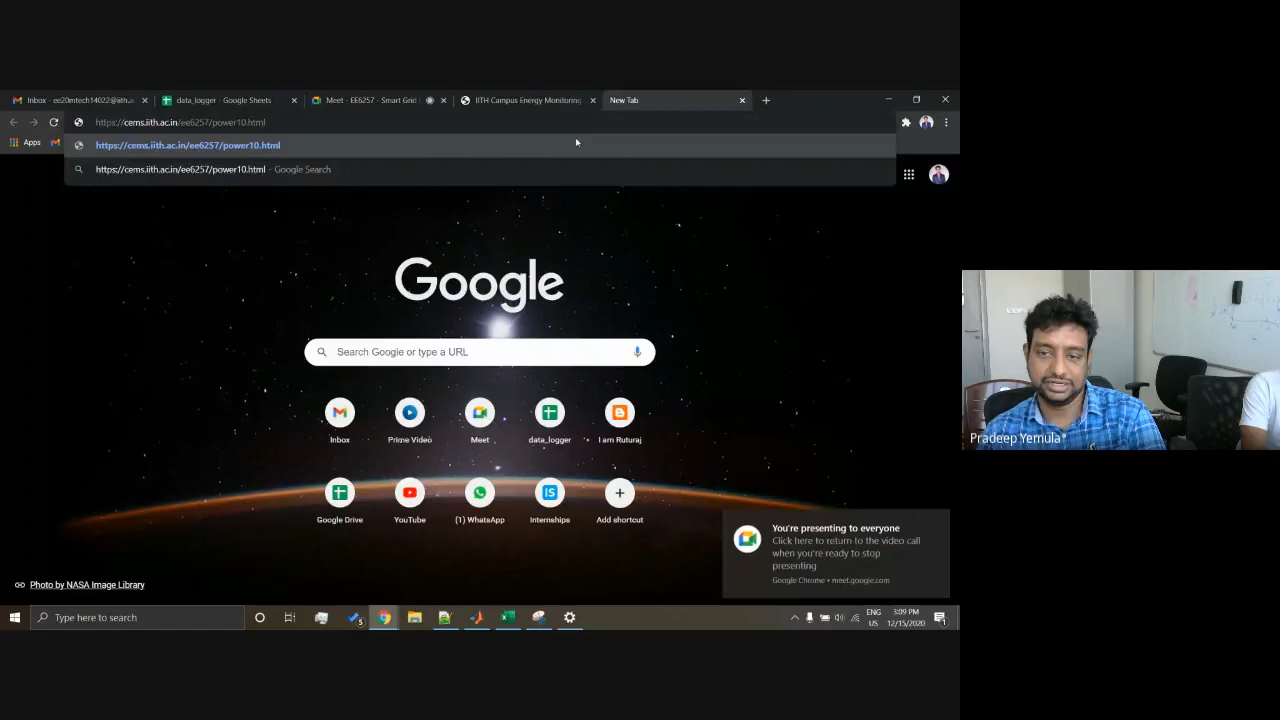 Inbox - ee20mtech14022@iith.a
data_logger - Google Sheets
Meet - EE6257 - Smart Grid
IITH Campus Energy Monitoring
New Tab
https://cems.iith.ac.in/ee6257/power10.html
Apps
https://cems.iith.ac.in/ee6257/power10.html
https://cems.iith.ac.in/ee6257/power10.html - Google Search
Google
Search Google or type a URL
Inbox
Prime Video
Meet
data_logger
I am Ruturaj
IS
Google Drive
YouTube
(1) WhatsApp
Internships
Add shortcut
You're presenting to everyone
Click here to return to the video call
when you're ready to stop
presenting
Google Chrome • meet.google.com
Photo by NASA Image Library
Pradeep Yemula
Type here to search
5
ENG
US
3:09 PM
12/15/2020
1